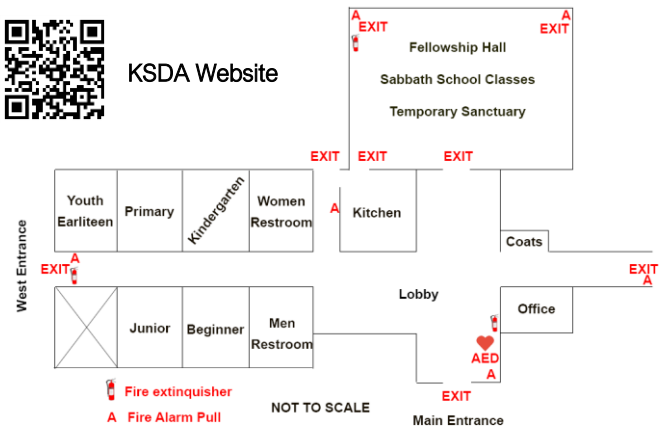 KSDA Website
A
A
EXIT
EXIT
Fellowship Hall
Sabbath School Classes
Temporary Sanctuary
EXIT
EXIT
EXIT
Youth
Earliteen
Primary
Kindergarten
Women
Restroom
A
Kitchen
Coats
West Entrance
A
EXIT
EXIT
A
Lobby
Office
Junior
Beginner
Men
Restroom
AED
A
EXIT
Main Entrance
Fire extinquisher
A Fire Alarm Pull
NOT TO SCALE